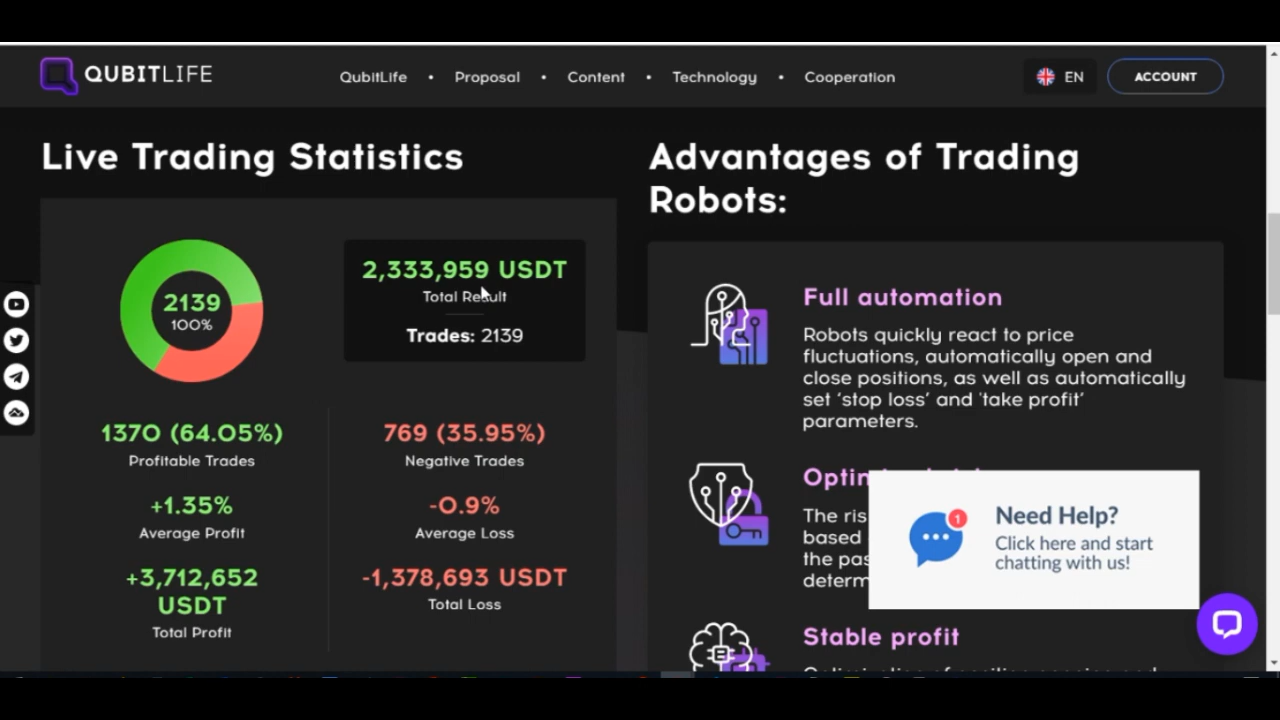 QUBITLIFE
QubitLife • Proposal • Content • Technology • Cooperation
EN
ACCOUNT
Live Trading Statistics
2139
100%
2,333,959 USDT
Total Result
Trades: 2139
1370 (64.05%)
Profitable Trades
769 (35.95%)
Negative Trades
+1.35%
Average Profit
-0.9%
Average Loss
+3,712,652
USDT
Total Profit
-1,378,693 USDT
Total Loss
Advantages of Trading
Robots:
Full automation
Robots quickly react to price
fluctuations, automatically open and
close positions, as well as automatically
set ‘stop loss’ and ‘take profit’
parameters.
The
based
the
Need Help?
1
Click here and start
chatting with us!
Stable profit